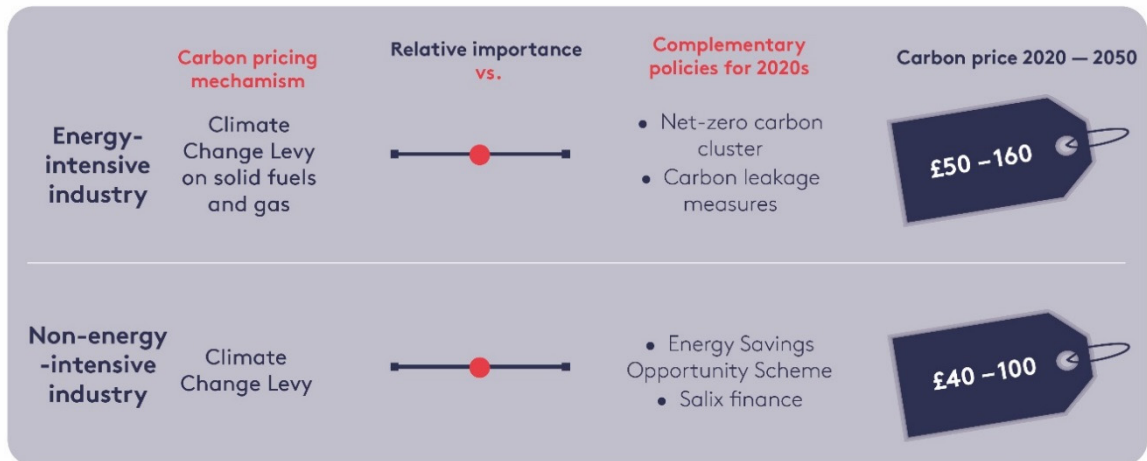 Carbon pricing
mechamism
Relative importance
vs.
Complementary
policies for 2020s
Carbon price 2020 — 2050
Energy-
intensive
industry
Climate
Change Levy
on solid fuels
and gas
• Net-zero carbon
cluster
• Carbon leakage
measures
£50 – 160
Non-energy
-intensive
industry
Climate
Change Levy
• Energy Savings
Opportunity Scheme
• Salix finance
£40 – 100